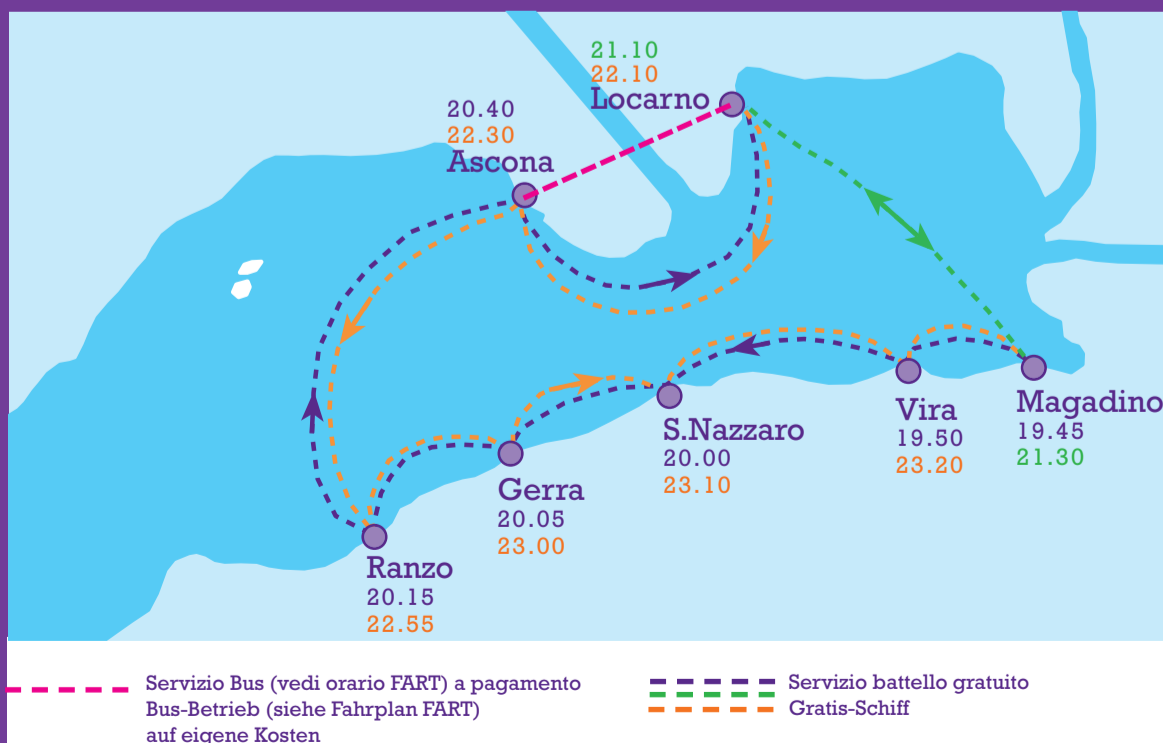 21.10
22.10
Locarno
20.40
22.30
Ascona
Vira
19.50
23.20
Magadino
19.45
21.30
S.Nazzaro
20.00
23.10
Gerra
20.05
23.00
Ranzo
20.15
22.55
Servizio Bus (vedi orario FART) a pagamento
Bus-Betrieb (siehe Fahrplan FART)
auf eigene Kosten
Servizio battello gratuito
Gratis-Schiff